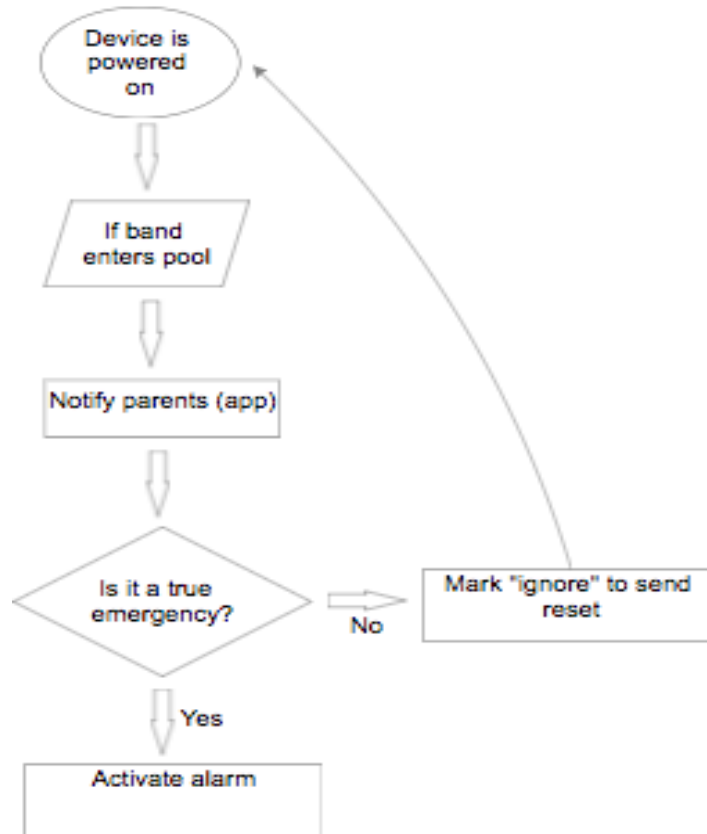 Device is
powered
on
If band
enters pool
Notify parents (app)
Is it a true
emergency?
No
Mark "ignore" to send
reset
Yes
Activate alarm